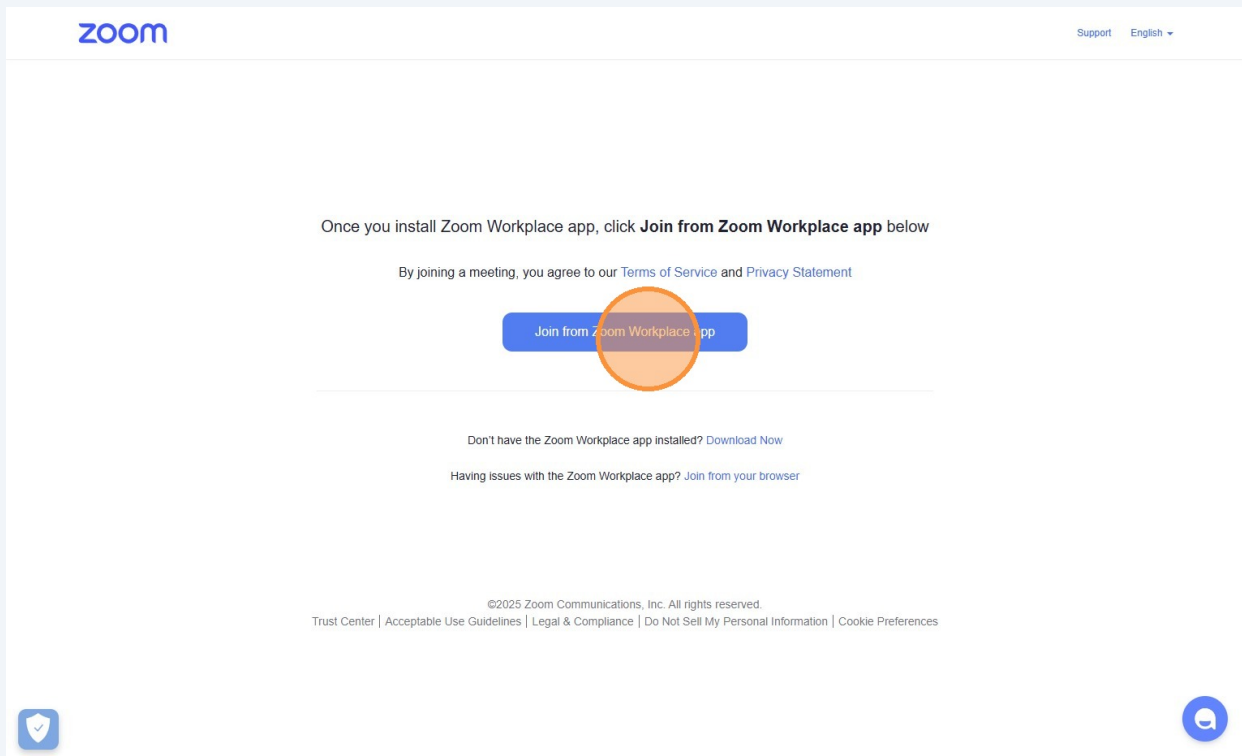 zoom
Support English
Once you install Zoom Workplace app, click Join from Zoom Workplace app below
By joining a meeting, you agree to our Terms of Service and Privacy Statement
Join from Zoom Workplace app
Don't have the Zoom Workplace app installed? Download Now
Having issues with the Zoom Workplace app? Join from your browser
©2025 Zoom Communications, Inc. All rights reserved.
Trust Center | Acceptable Use Guidelines | Legal & Compliance | Do Not Sell My Personal Information | Cookie Preferences